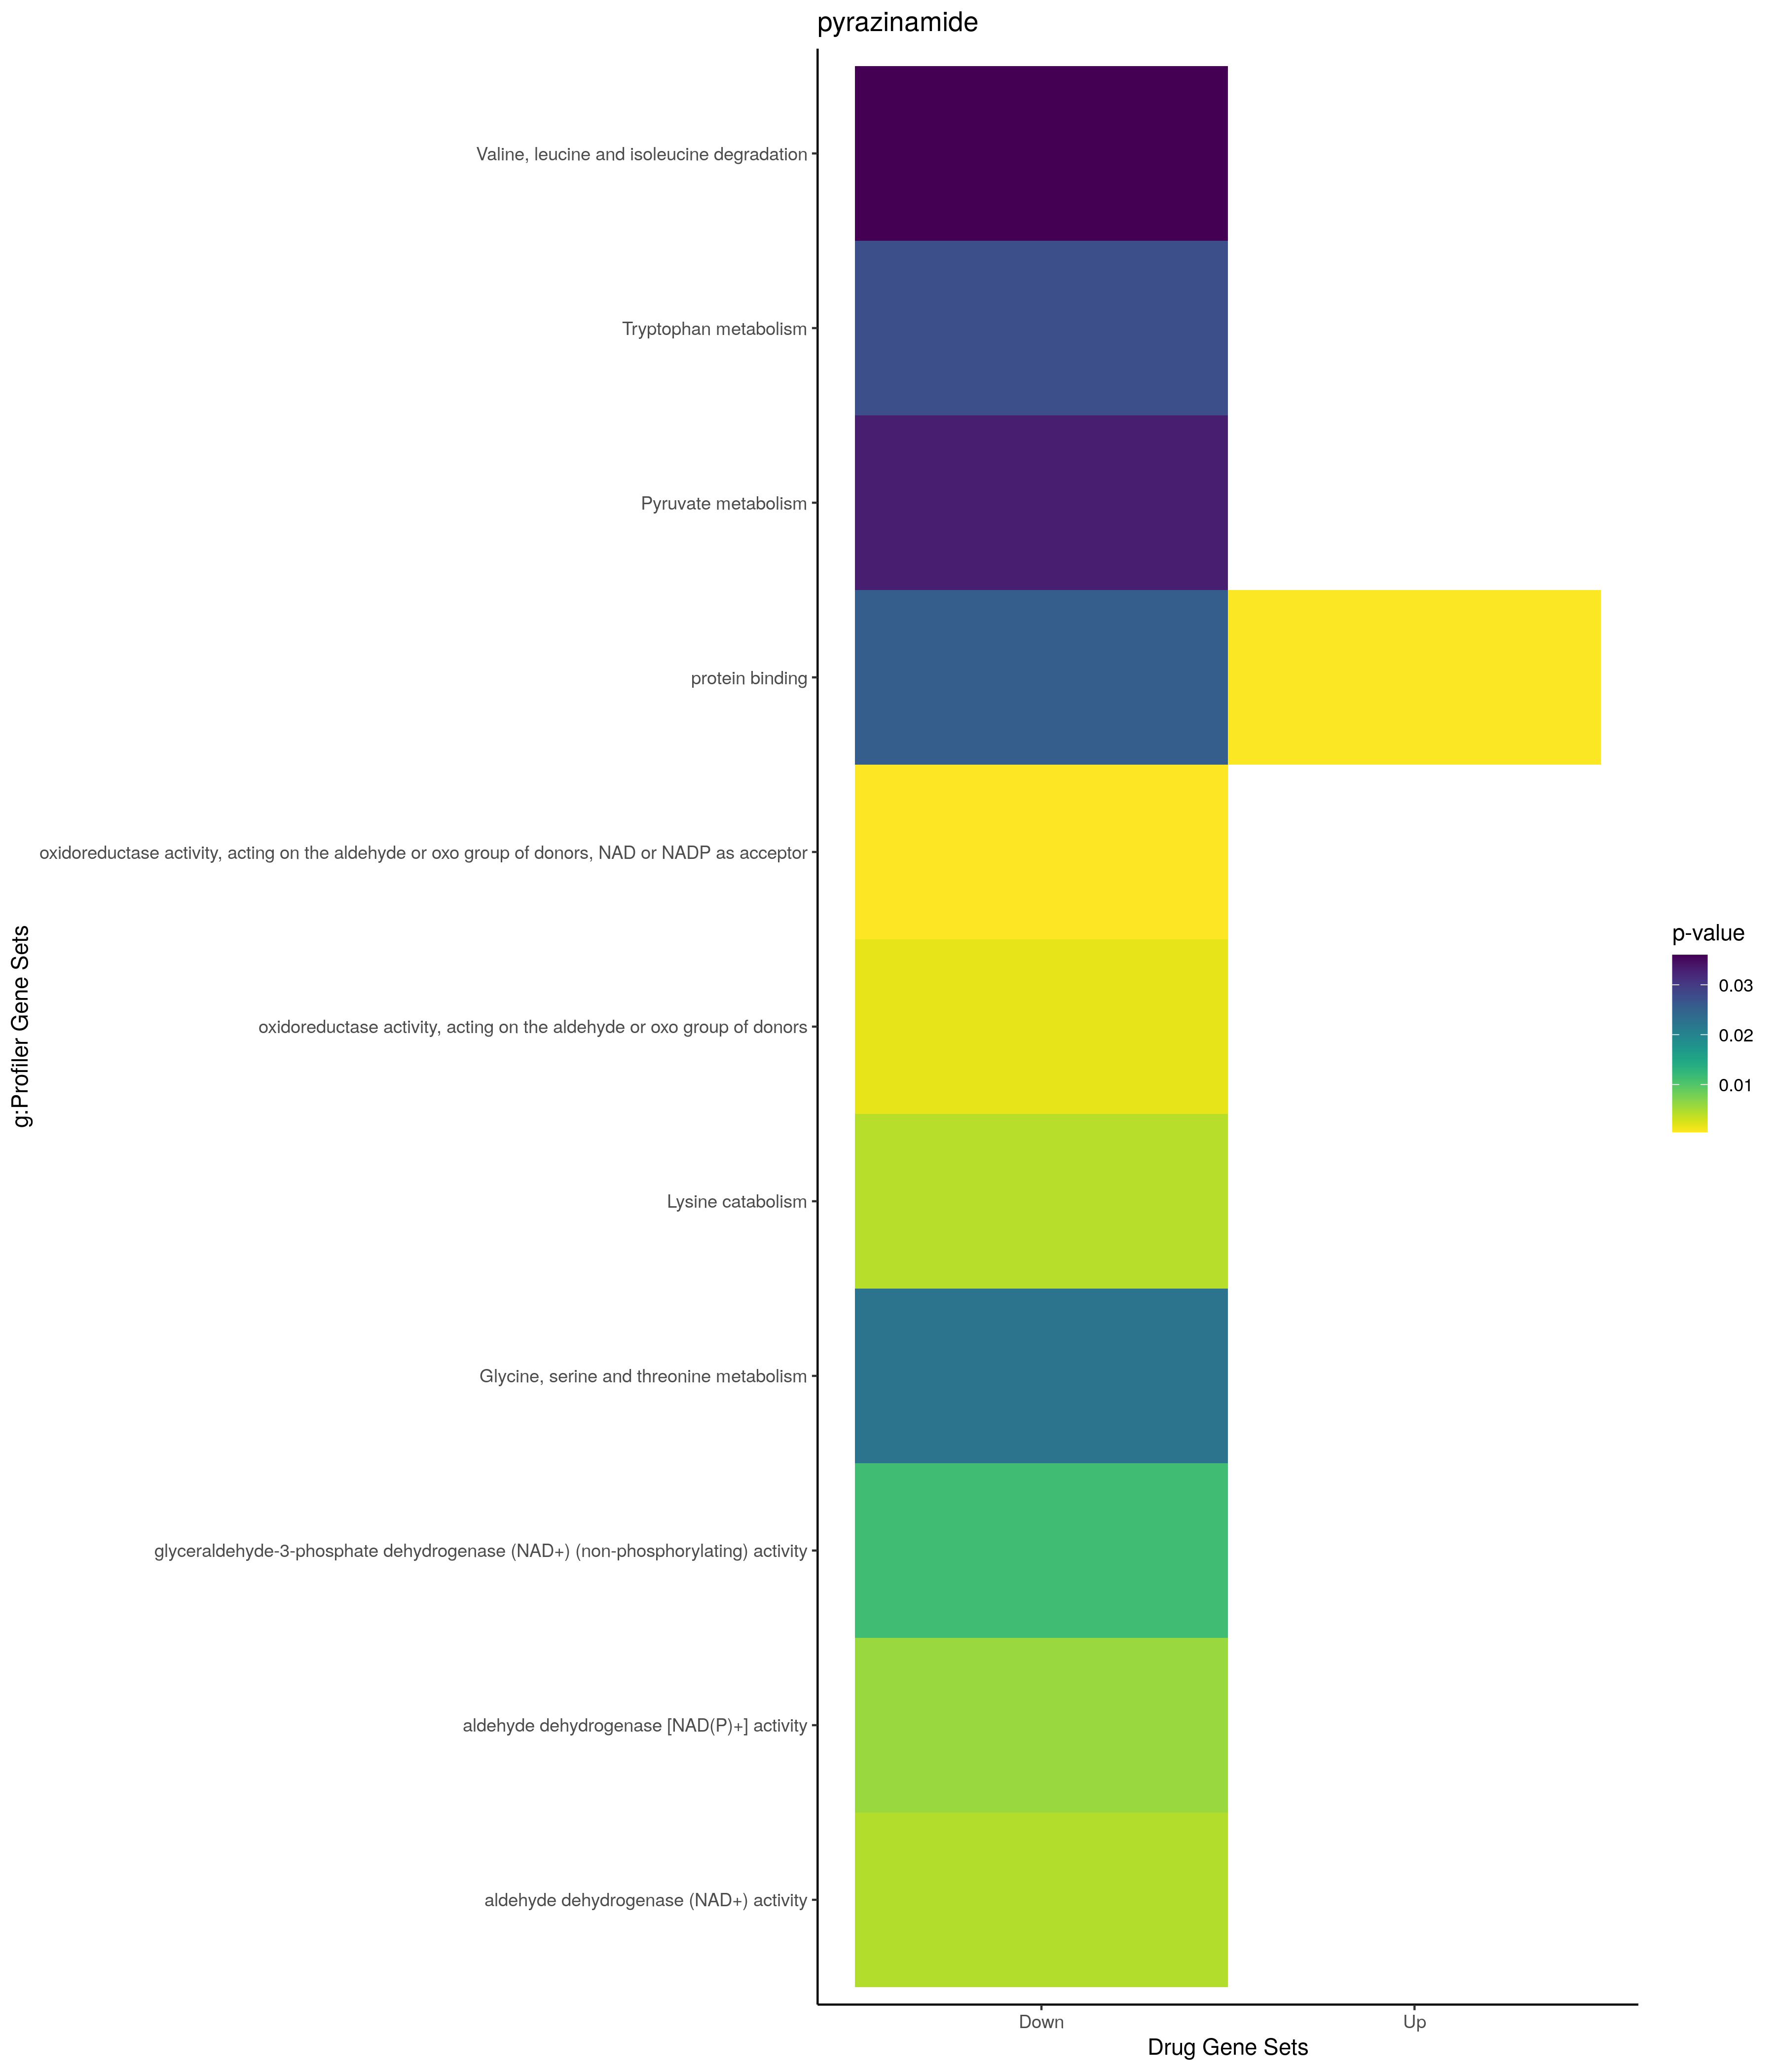 pyrazinamide
Valine, leucine and isoleucine degradation
Tryptophan metabolism
Pyruvate metabolism
protein binding
oxidoreductase activity, acting on the aldehyde or oxo group of donors, NAD or NADP as acceptor
oxidoreductase activity, acting on the aldehyde or oxo group of donors
Lysine catabolism
Glycine, serine and threonine metabolism
glyceraldehyde-3-phosphate dehydrogenase (NAD+) (non-phosphorylating) activity
aldehyde dehydrogenase [NAD(P)+] activity
aldehyde dehydrogenase (NAD+) activity
g:Profiler Gene Sets
Down
Up
Drug Gene Sets
p-value
0.03
0.02
0.01